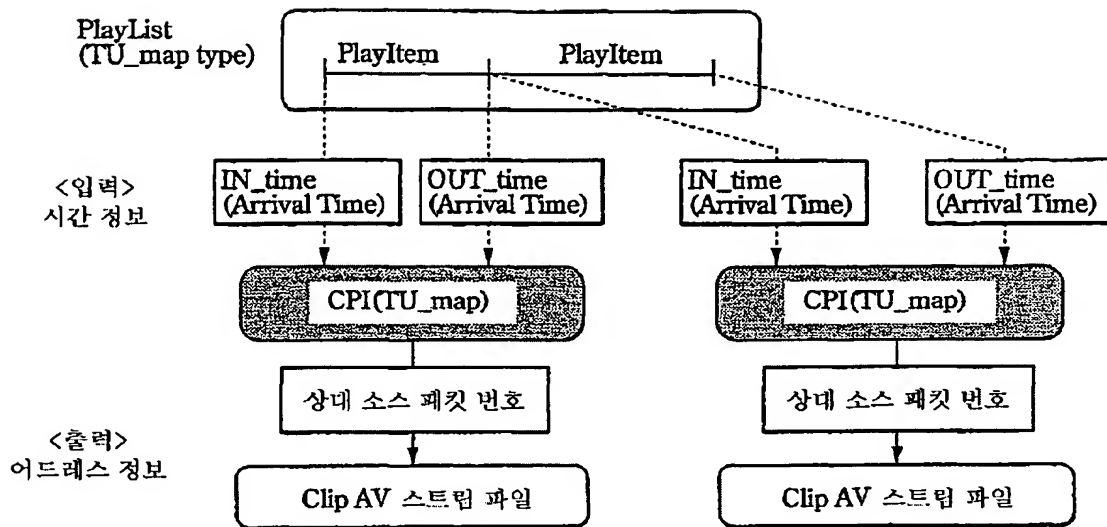 PlayList
(TU_map type)
PlayItem
PlayItem
<입력>
시간 정보
IN_time
(Arrival Time)
OUT_time
(Arrival Time)
IN_time
(Arrival Time)
OUT_time
(Arrival Time)
CPI(TU_map)
CPI(TU_map)
상대 소스 패킷 번호
상대 소스 패킷 번호
<출력>
어드레스 정보
Clip AV 스트림 파일
Clip AV 스트림 파일